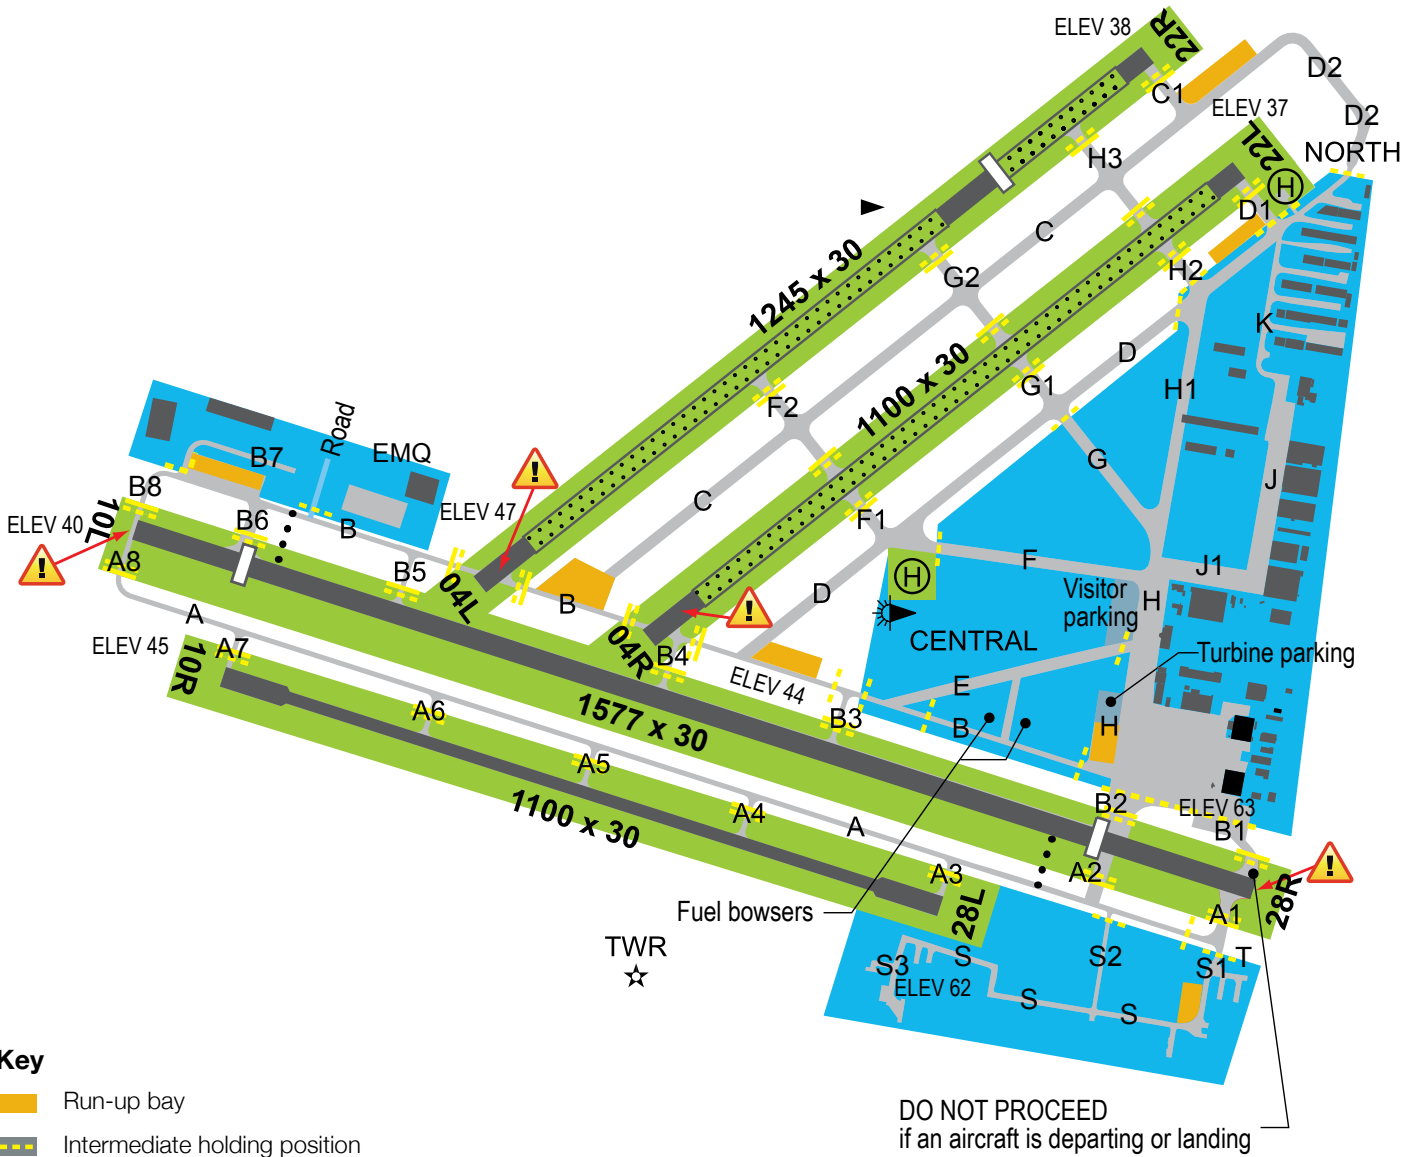 ELEV 38
22R
D2
C1
ELEV 37
D2
22L
NORTH
H3
H
D1
C
H2
G2
1245 x 30
K
D
G1
H1
1100 x 30
F2
Road
EMQ
B7
G
J
C
B8
10L
ELEV 47
ELEV 40
B6
B
F1
F
J1
A8
B5
04L
H
D
Visitor
parking
H
B
A
CENTRAL
ELEV 45
A7
10R
04R
B4
Turbine parking
ELEV 44
E
A6
1577 x 30
B3
B
H
A5
1100 x 30
A4
A
B2
ELEV 63
B1
A3
A2
28R
A1
Fuel bowsers
28L
TWR
S3
S
S2
S1
T
ELEV 62
S
S
Key
Run-up bay
Intermediate holding position
DO NOT PROCEED
if an aircraft is departing or landing